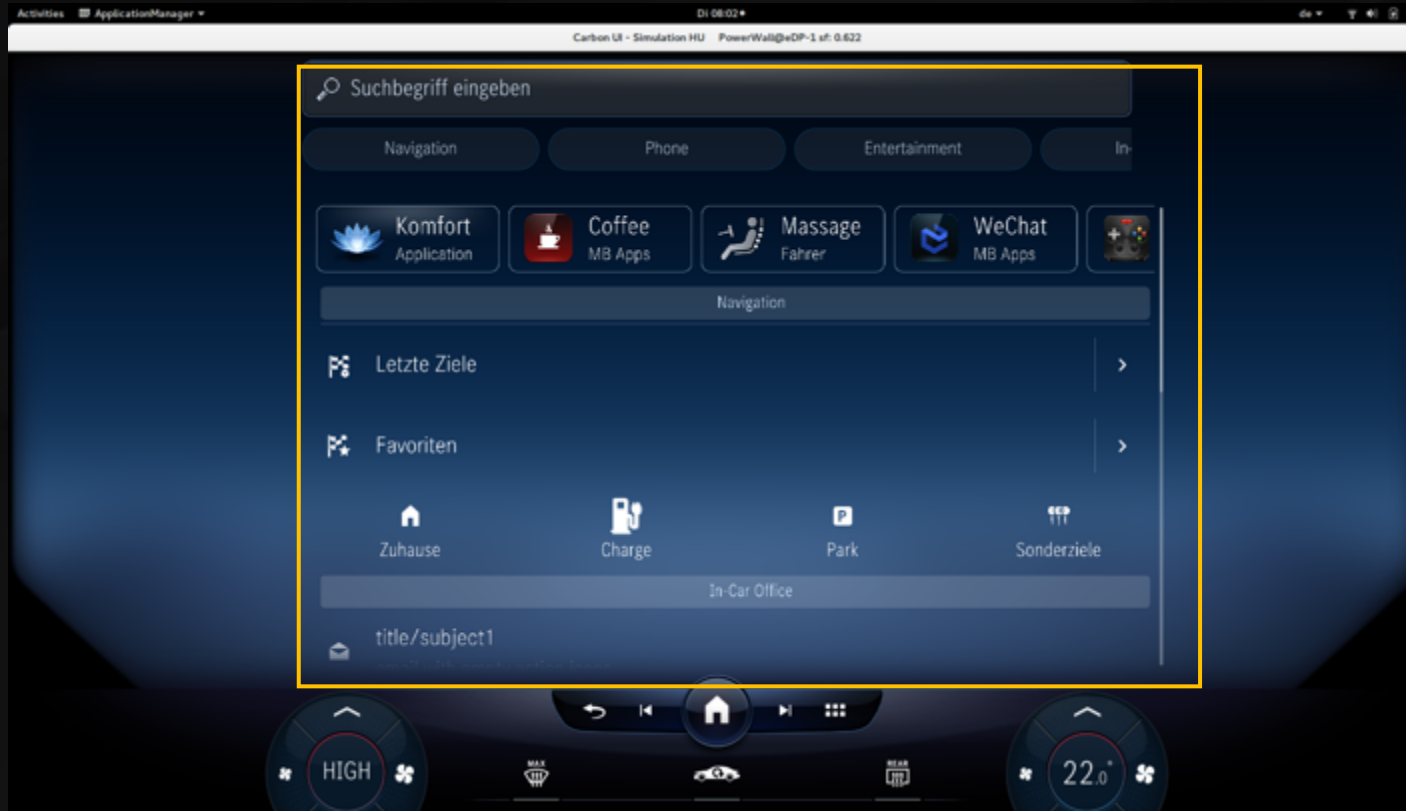 Activities ApplicationManager
Di 08:02
de
Carbon UI - Simulation HU PowerWall@eDP-1 sf: 0.622
Suchbegriff eingeben
Navigation Phone Entertainment In-
Komfort Coffee Massage WeChat
Application MB Apps Fahrer MB Apps
Navigation
Letzte Ziele
Favoriten
P
Zuhause Charge Park Sonderziele
In-Car Office
title/subject1
MAX REAR
HIGH 22.0°